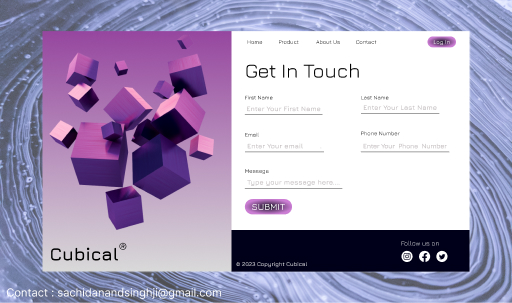 Home Product About Us Contact Log In
Get In Touch
First Name Last Name
Enter Your First Name Enter Your Last Name
Email Phone Number
Enter Your email Enter Your Phone Number
Message
Type your message here....
SUBMIT
Cubical®
Follow us on
© 2023 Copyright Cubical
Contact : sachidanandsinghji@gmail.com